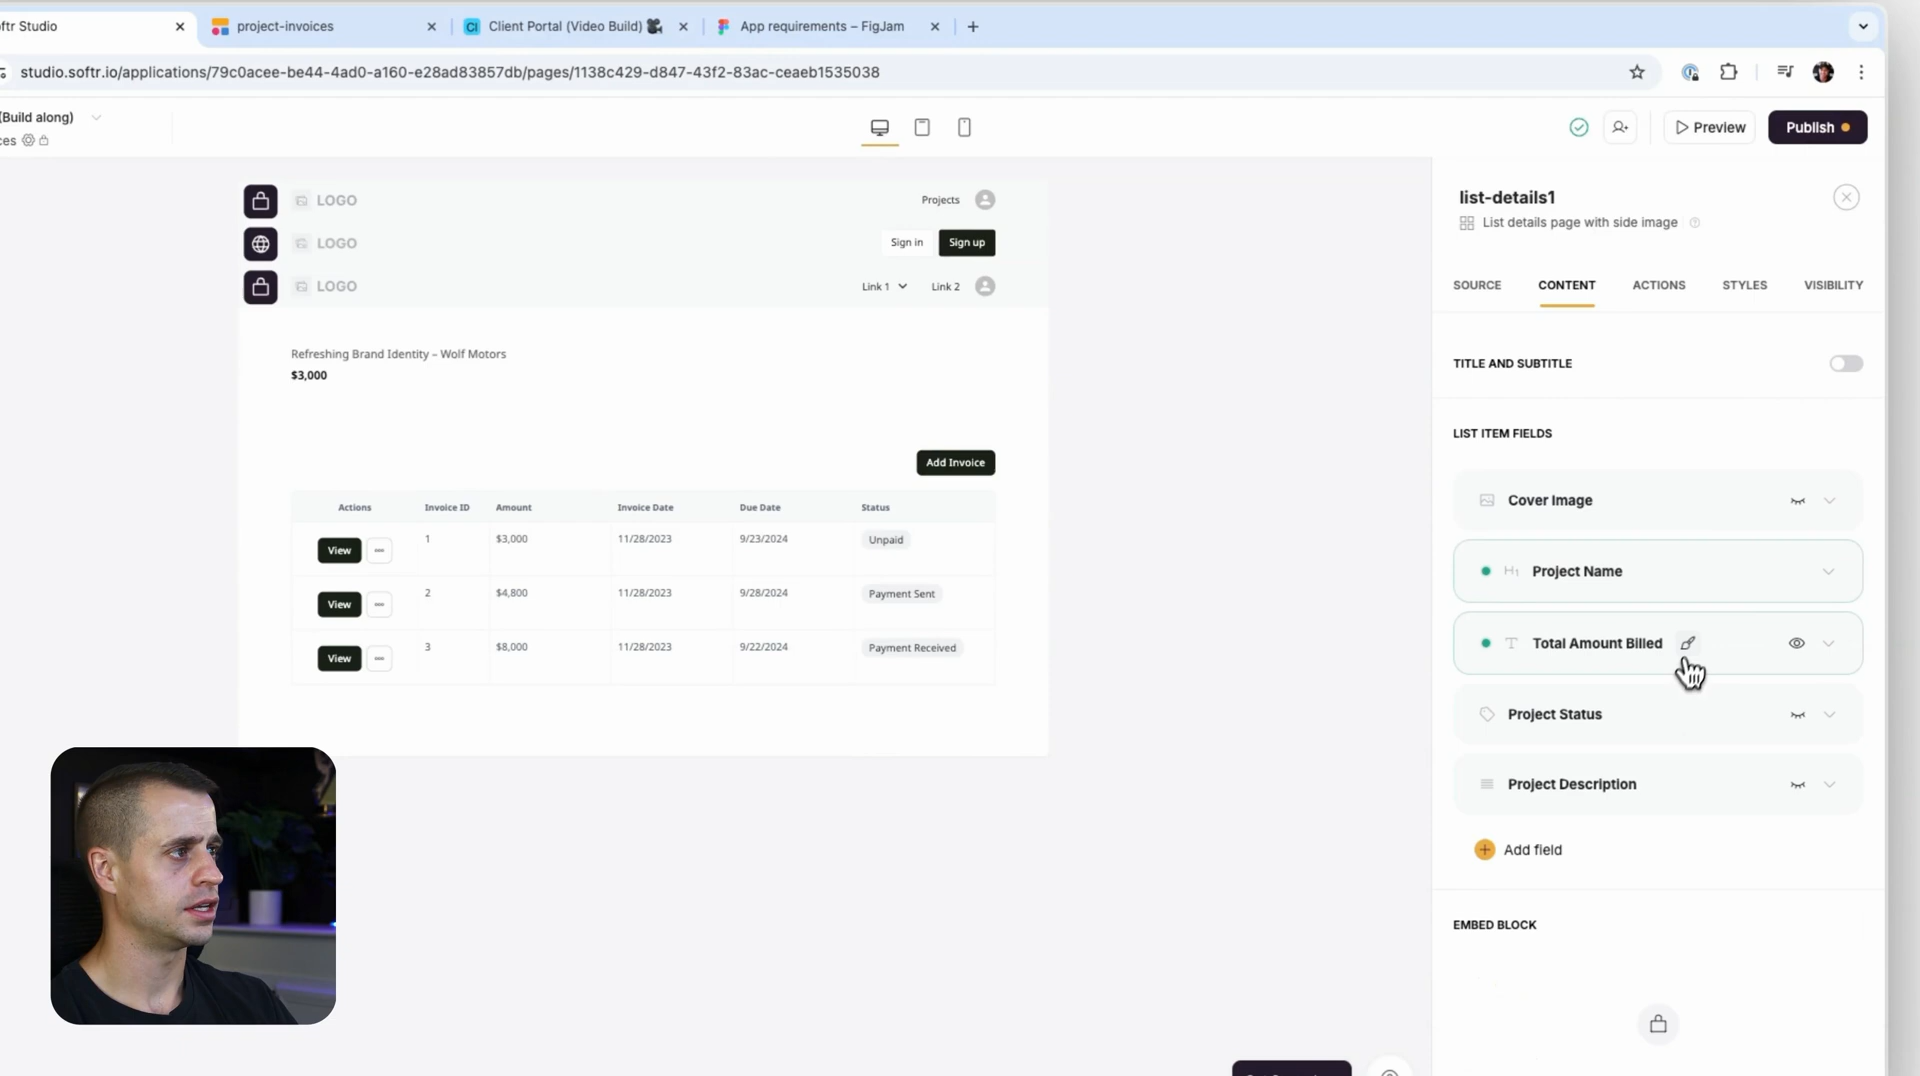 ftr Studio
project-invoices
Client Portal (Video Build)
App requirements – FigJam
studio.softr.io/applications/79c0acee-be44-4ad0-a160-e28ad83857db/pages/1138c429-d847-43f2-83ac-ceaeb1535038
(Build along)
ces
Preview
Publish
LOGO
Projects
LOGO
Sign in
Sign up
LOGO
Link 1
Link 2
Refreshing Brand Identity – Wolf Motors
$3,000
Add Invoice
Actions Invoice ID Amount Invoice Date Due Date Status
View 1 $3,000 11/28/2023 9/23/2024 Unpaid
View 2 $4,800 11/28/2023 9/28/2024 Payment Sent
View 3 $8,000 11/28/2023 9/22/2024 Payment Received
list-details1
List details page with side image
SOURCE CONTENT ACTIONS STYLES VISIBILITY
TITLE AND SUBTITLE
LIST ITEM FIELDS
Cover Image
H1 Project Name
T Total Amount Billed
Project Status
Project Description
Add field
EMBED BLOCK